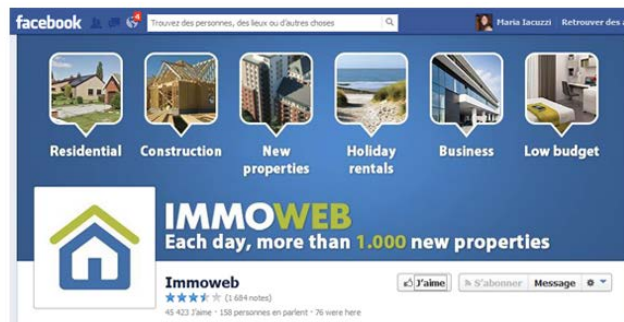 facebook
4
Trouvez des personnes, des lieux ou d'autres choses
Maria Iacuzzi
Retrouver des a
Residential
Construction
New
properties
Holiday
rentals
Business
Low budget
IMMOWEB
Each day, more than 1.000 new properties
Immoweb
(1 684 notes)
45 423 J'aime · 158 personnes en parlent · 76 were here
J'aime
S'abonner
Message